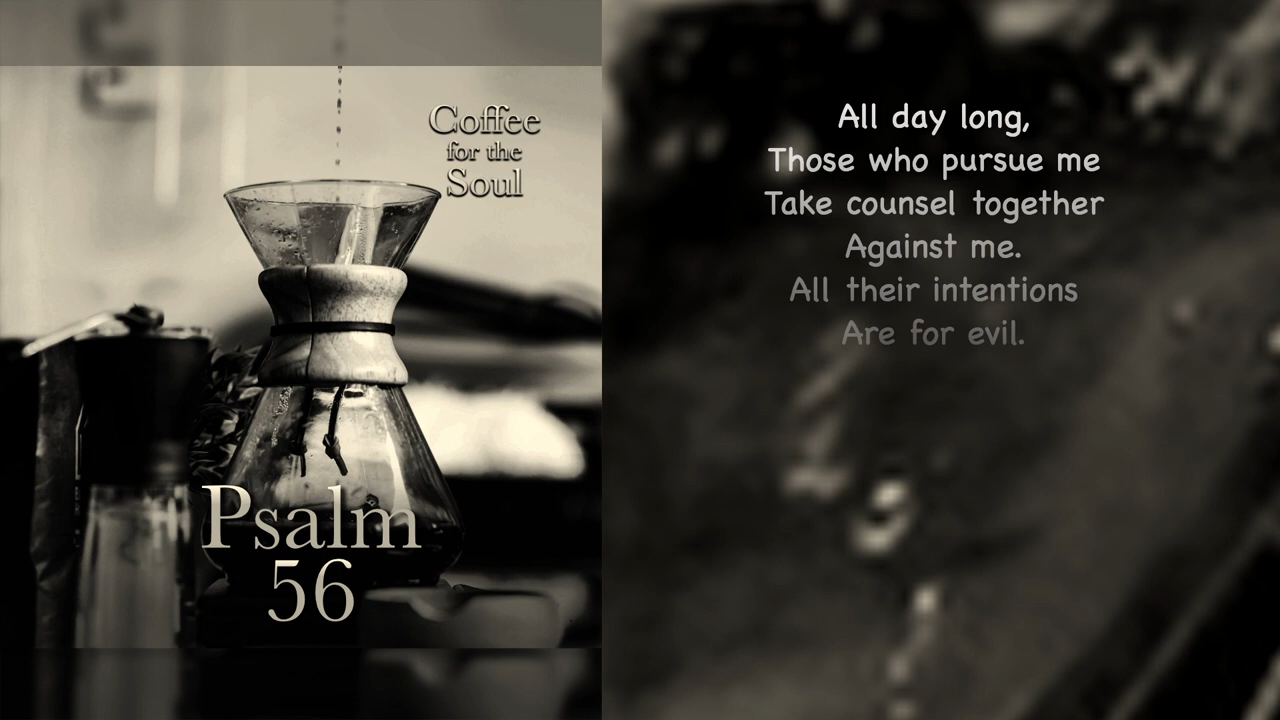 Coffee
for the
Soul
Psalm
56
All day long,
Those who pursue me
Take counsel together
Against me.
All their intentions
Are for evil.